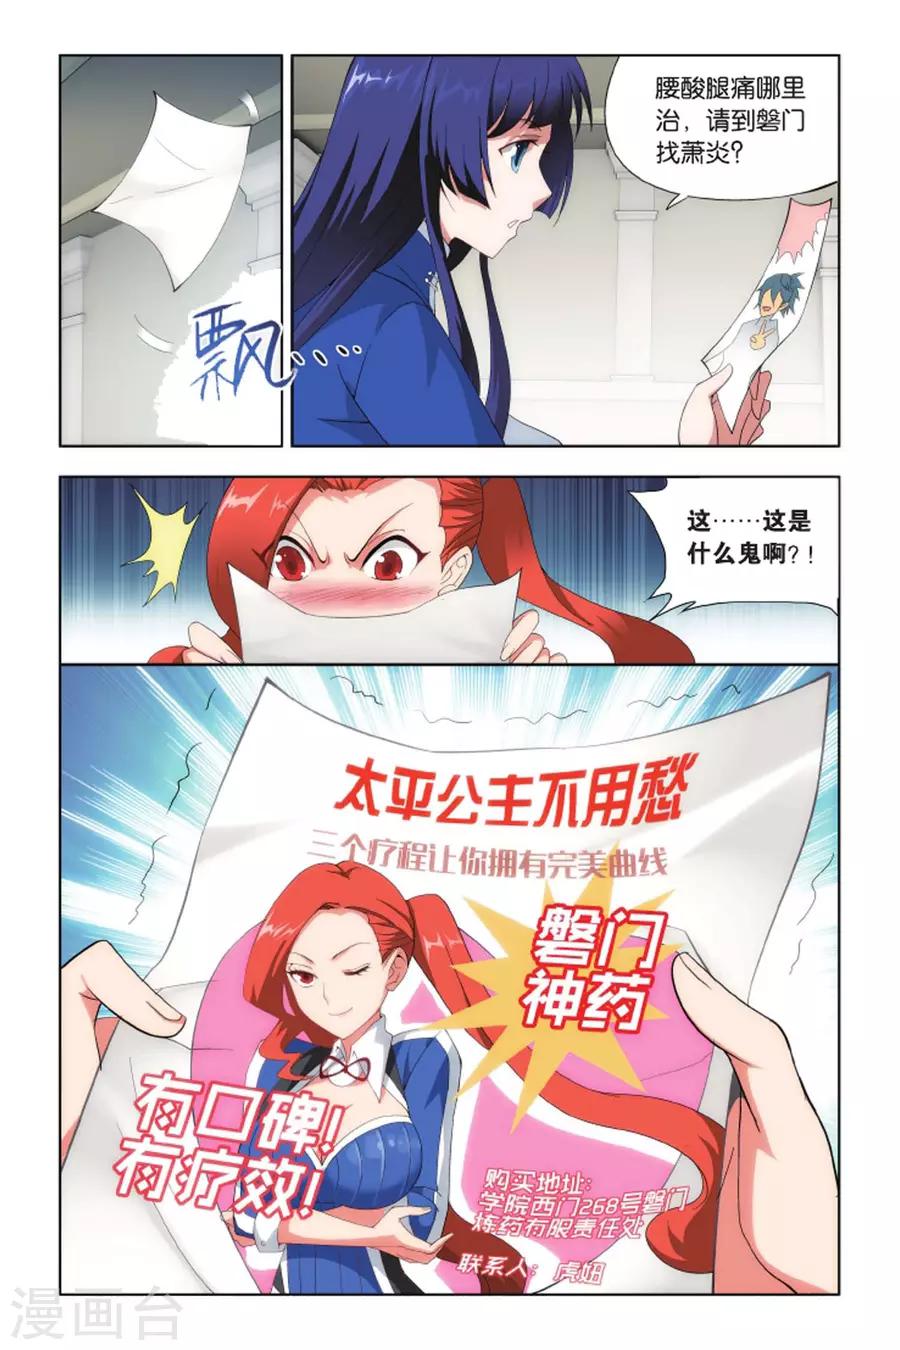 飘……
腰酸腿痛哪里
治，请到磐门
找萧炎？
这……这是
什么鬼啊？！
太平公主不用愁
三个疗程让你拥有完美曲线
磐门
神药
有口碑！
有疗效！
购买地址：
学院西门268号磐门
炼药有限责任处
联系人：虎妞
漫画台